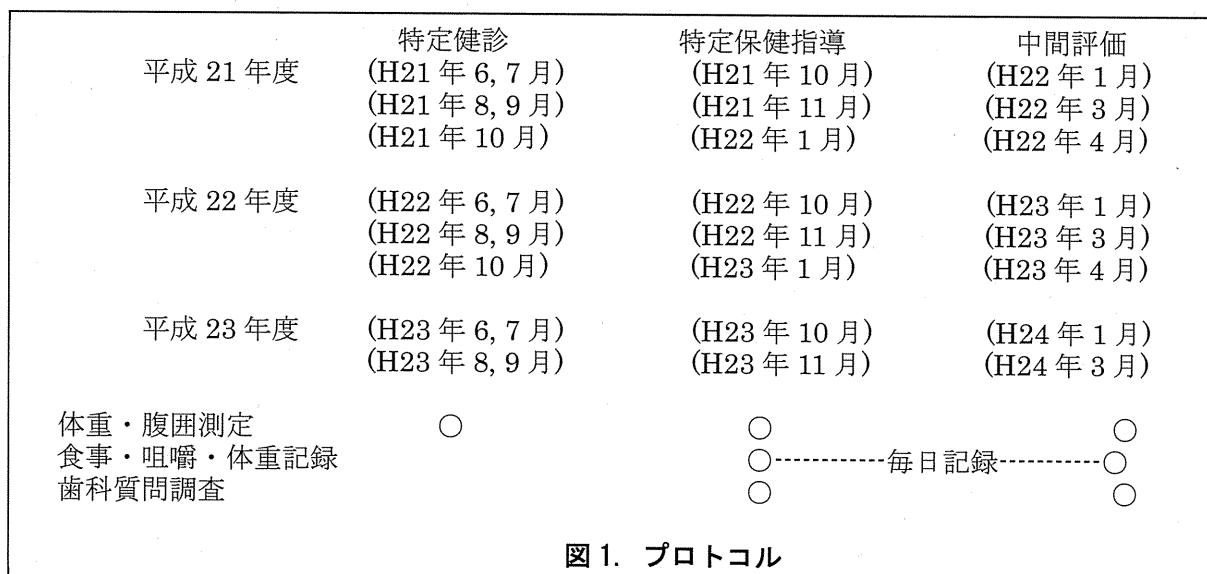 特定健診 特定保健指導 中間評価
平成 21 年度 (H21 年 6, 7 月) (H21 年 10 月) (H22 年 1 月)
(H21 年 8, 9 月) (H21 年 11 月) (H22 年 3 月)
(H21 年 10 月) (H22 年 1 月) (H22 年 4 月)
平成 22 年度 (H22 年 6, 7 月) (H22 年 10 月) (H23 年 1 月)
(H22 年 8, 9 月) (H22 年 11 月) (H23 年 3 月)
(H22 年 10 月) (H23 年 1 月) (H23 年 4 月)
平成 23 年度 (H23 年 6, 7 月) (H23 年 10 月) (H24 年 1 月)
(H23 年 8, 9 月) (H23 年 11 月) (H24 年 3 月)
体重・腹囲測定 ○ ○ ○
食事・咀嚼・体重記録 ○-----------毎日記録----------○
歯科質問調査 ○ ○
図 1. プロトコル